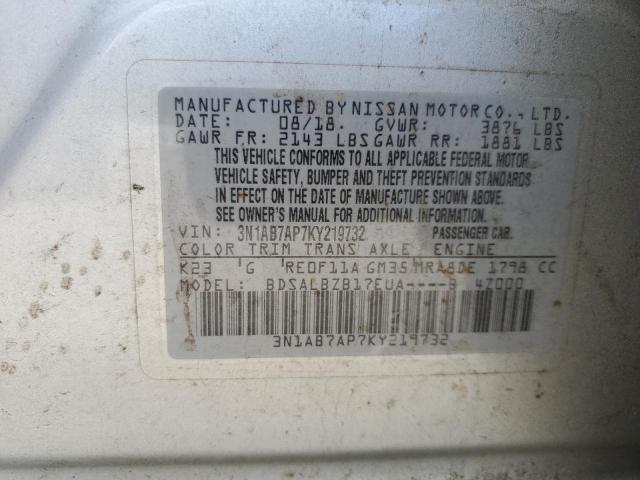 MANUFACTURED BY NISSAN MOTOR CO., LTD.
DATE: 08/18. GVWR: 3876 LBS
GAWR FR: 2143 LBS GAWR RR: 1881 LBS
THIS VEHICLE CONFORMS TO ALL APPLICABLE FEDERAL MOTOR
VEHICLE SAFETY, BUMPER AND THEFT PREVENTION STANDARDS
IN EFFECT ON THE DATE OF MANUFACTURE SHOWN ABOVE.
SEE OWNER'S MANUAL FOR ADDITIONAL INFORMATION.
VIN: 3N1AB7AP7KY219732 PASSENGER CAR.
COLOR TRIM TRANS AXLE ENGINE
K23 'G 'RE0F11A GM35 MRA8DE 1798 CC
MODEL: BDSALBZB17EUA----B 4Z000
3N1AB7AP7KY219732